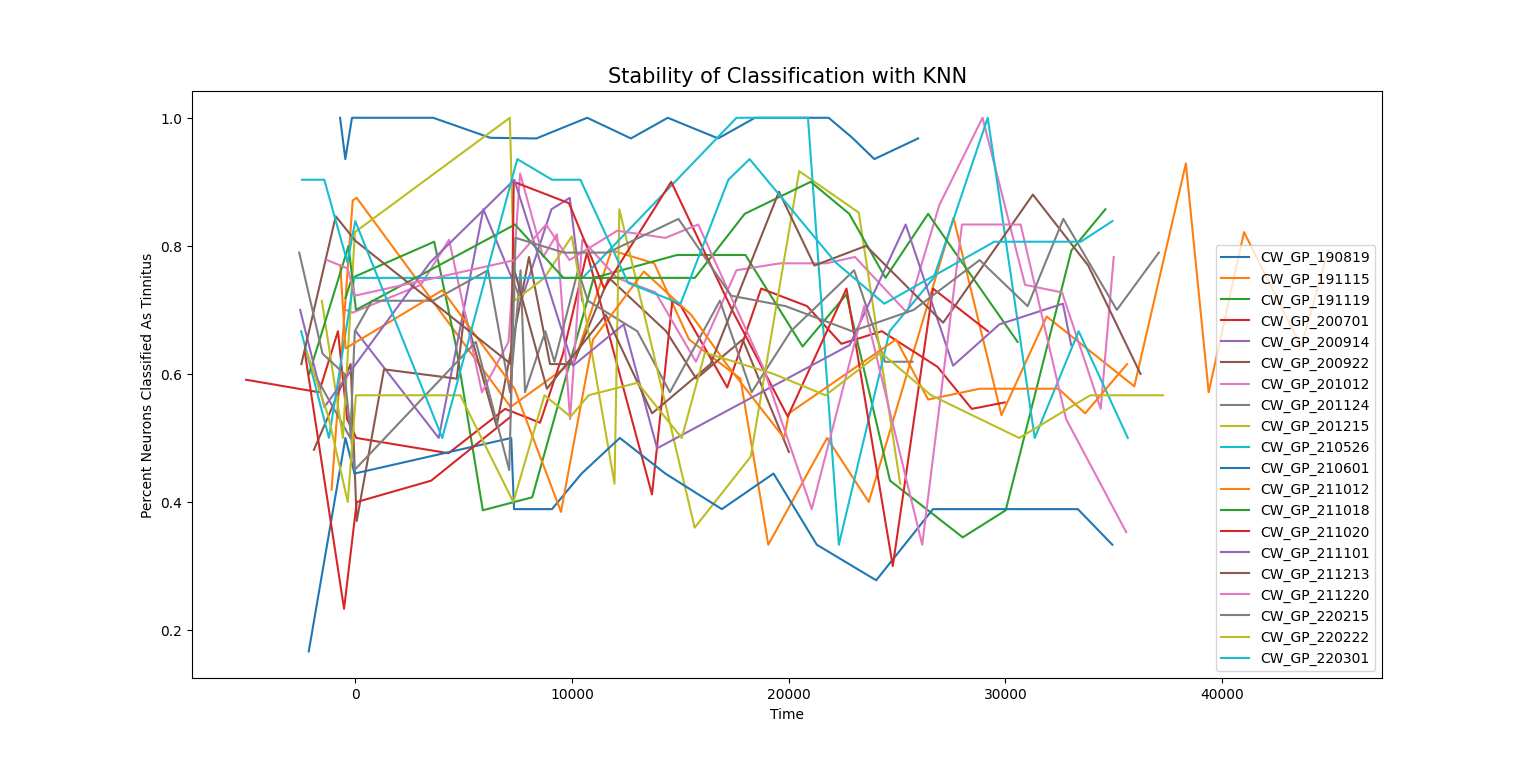 Stability of Classification with KNN
Percent Neurons Classified As Tinnitus
1.0
0.8
0.6
0.4
0.2
0
10000
20000
30000
40000
Time
CW_GP_190819
CW_GP_191115
CW_GP_191119
CW_GP_200701
CW_GP_200914
CW_GP_200922
CW_GP_201012
CW_GP_201124
CW_GP_201215
CW_GP_210526
CW_GP_210601
CW_GP_211012
CW_GP_211018
CW_GP_211020
CW_GP_211101
CW_GP_211213
CW_GP_211220
CW_GP_220215
CW_GP_220222
CW_GP_220301